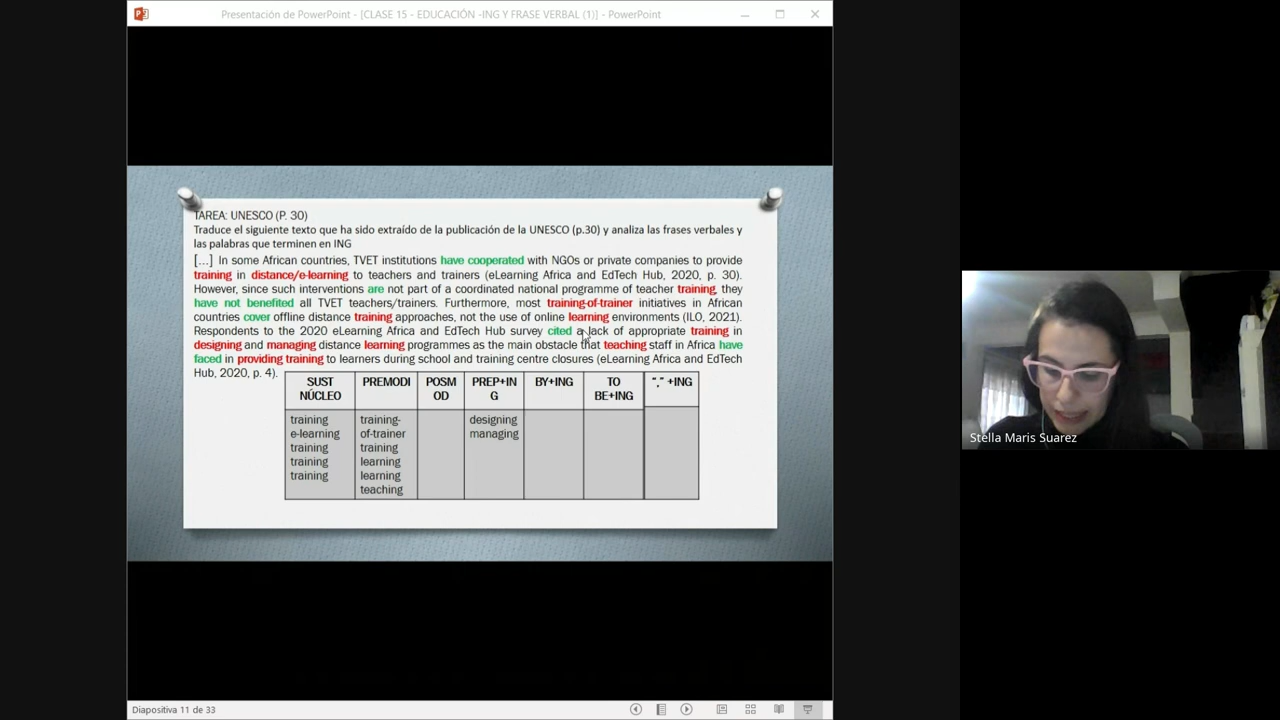 Presentación de PowerPoint - [CLASE 15 - EDUCACIÓN -ING Y FRASE VERBAL (1)] - PowerPoint
TAREA: UNESCO (P. 30)
Traduce el siguiente texto que ha sido extraído de la publicación de la UNESCO (p.30) y analiza las frases verbales y
las palabras que terminen en ING
[...] In some African countries, TVET institutions have cooperated with NGOs or private companies to provide
training in distance/e-learning to teachers and trainers (eLearning Africa and EdTech Hub, 2020, p. 30).
However, since such interventions are not part of a coordinated national programme of teacher training, they
have not benefited all TVET teachers/trainers. Furthermore, most training-of-trainer initiatives in African
countries cover offline distance training approaches, not the use of online learning environments (ILO, 2021).
Respondents to the 2020 eLearning Africa and EdTech Hub survey cited a lack of appropriate training in
designing and managing distance learning programmes as the main obstacle that teaching staff in Africa have
faced in providing training to learners during school and training centre closures (eLearning Africa and EdTech
Hub, 2020, p. 4).
SUST PREMODI POSM PREP+IN BY+ING TO "," +ING
NÚCLEO OD G BE+ING
training training- designing
e-learning of-trainer managing
training training
training learning
training learning
teaching
Stella Maris Suarez
Diapositiva 11 de 33